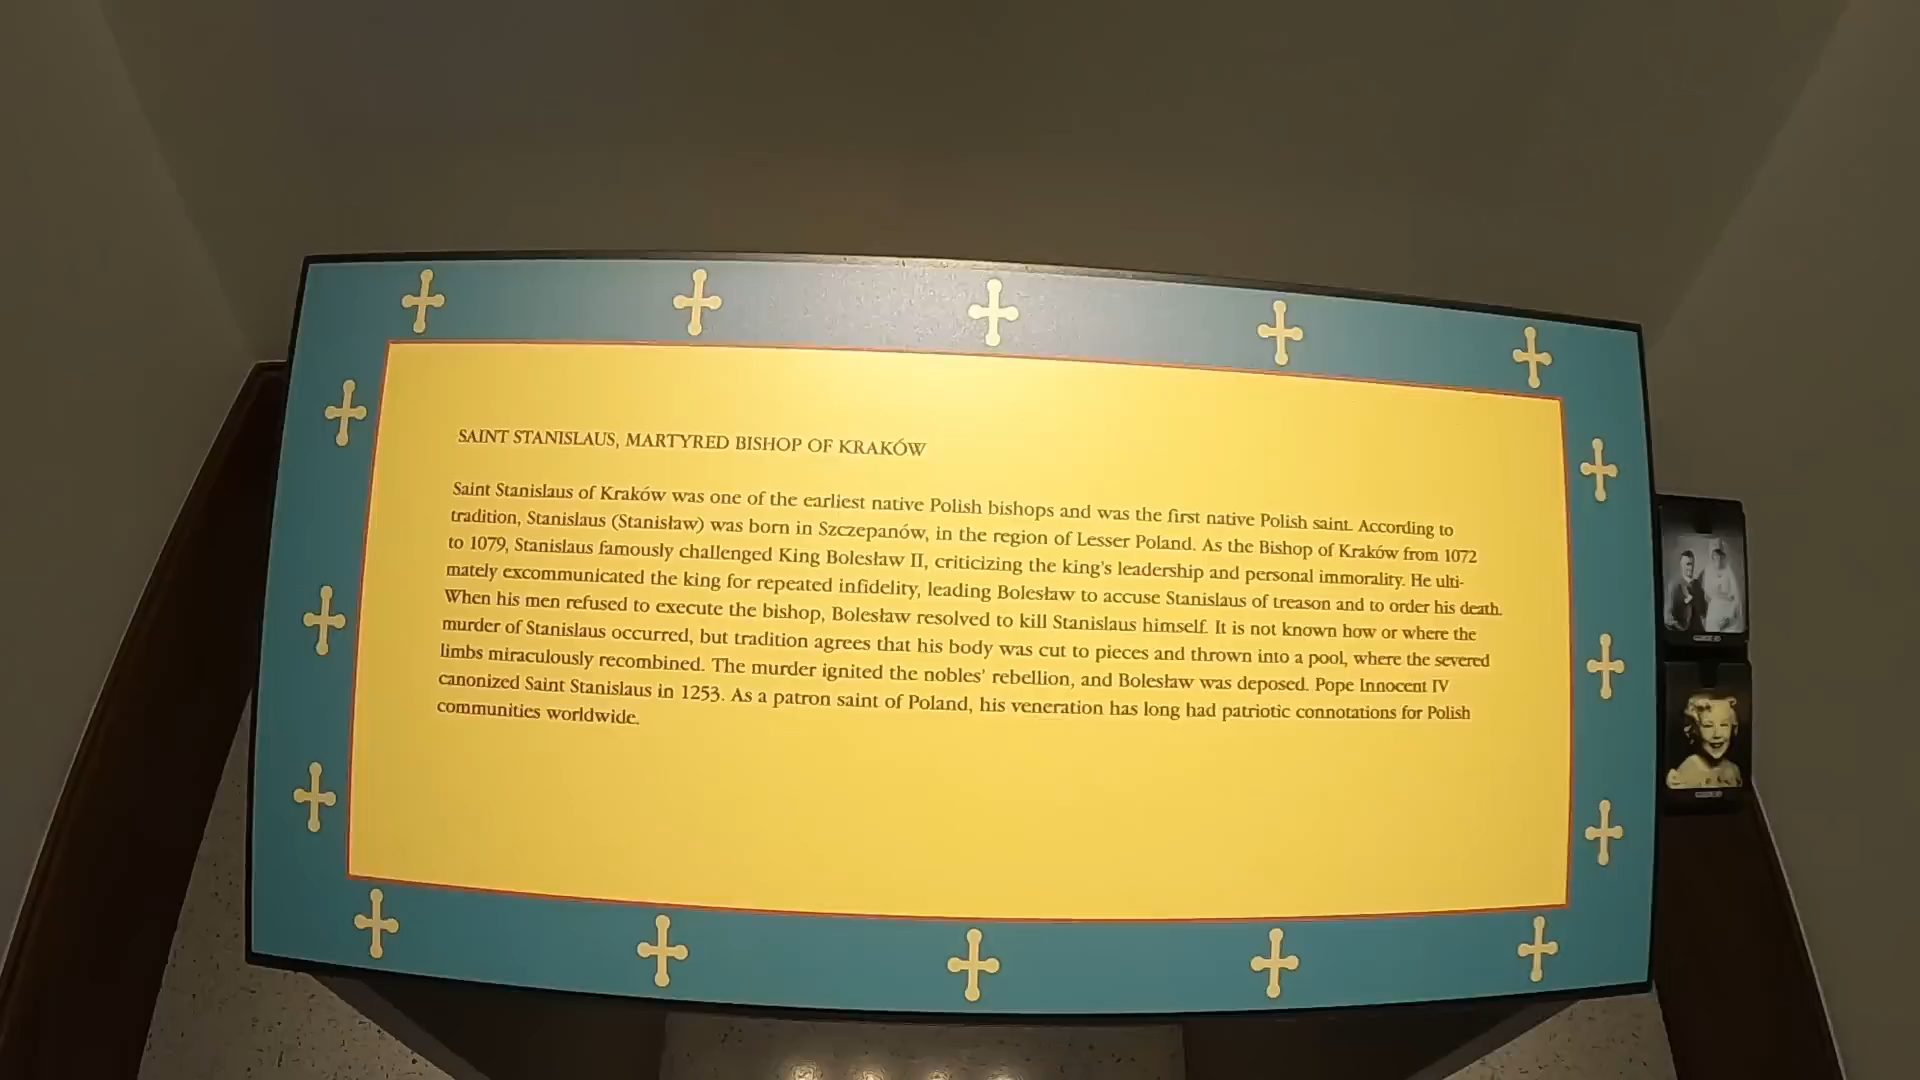 SAINT STANISLAUS, MARTYRED BISHOP OF KRAKÓW
Saint Stanislaus of Kraków was one of the earliest native Polish bishops and was the first native Polish saint. According to
tradition, Stanislaus (Stanisław) was born in Szczepanów, in the region of Lesser Poland. As the Bishop of Kraków from 1072
to 1079, Stanislaus famously challenged King Bolesław II, criticizing the king's leadership and personal immorality. He ulti-
mately excommunicated the king for repeated infidelity, leading Bolesław to accuse Stanislaus of treason and to order his death.
When his men refused to execute the bishop, Bolesław resolved to kill Stanislaus himself. It is not known how or where the
murder of Stanislaus occurred, but tradition agrees that his body was cut to pieces and thrown into a pool, where the severed
limbs miraculously recombined. The murder ignited the nobles' rebellion, and Bolesław was deposed. Pope Innocent IV
canonized Saint Stanislaus in 1253. As a patron saint of Poland, his veneration has long had patriotic connotations for Polish
communities worldwide.